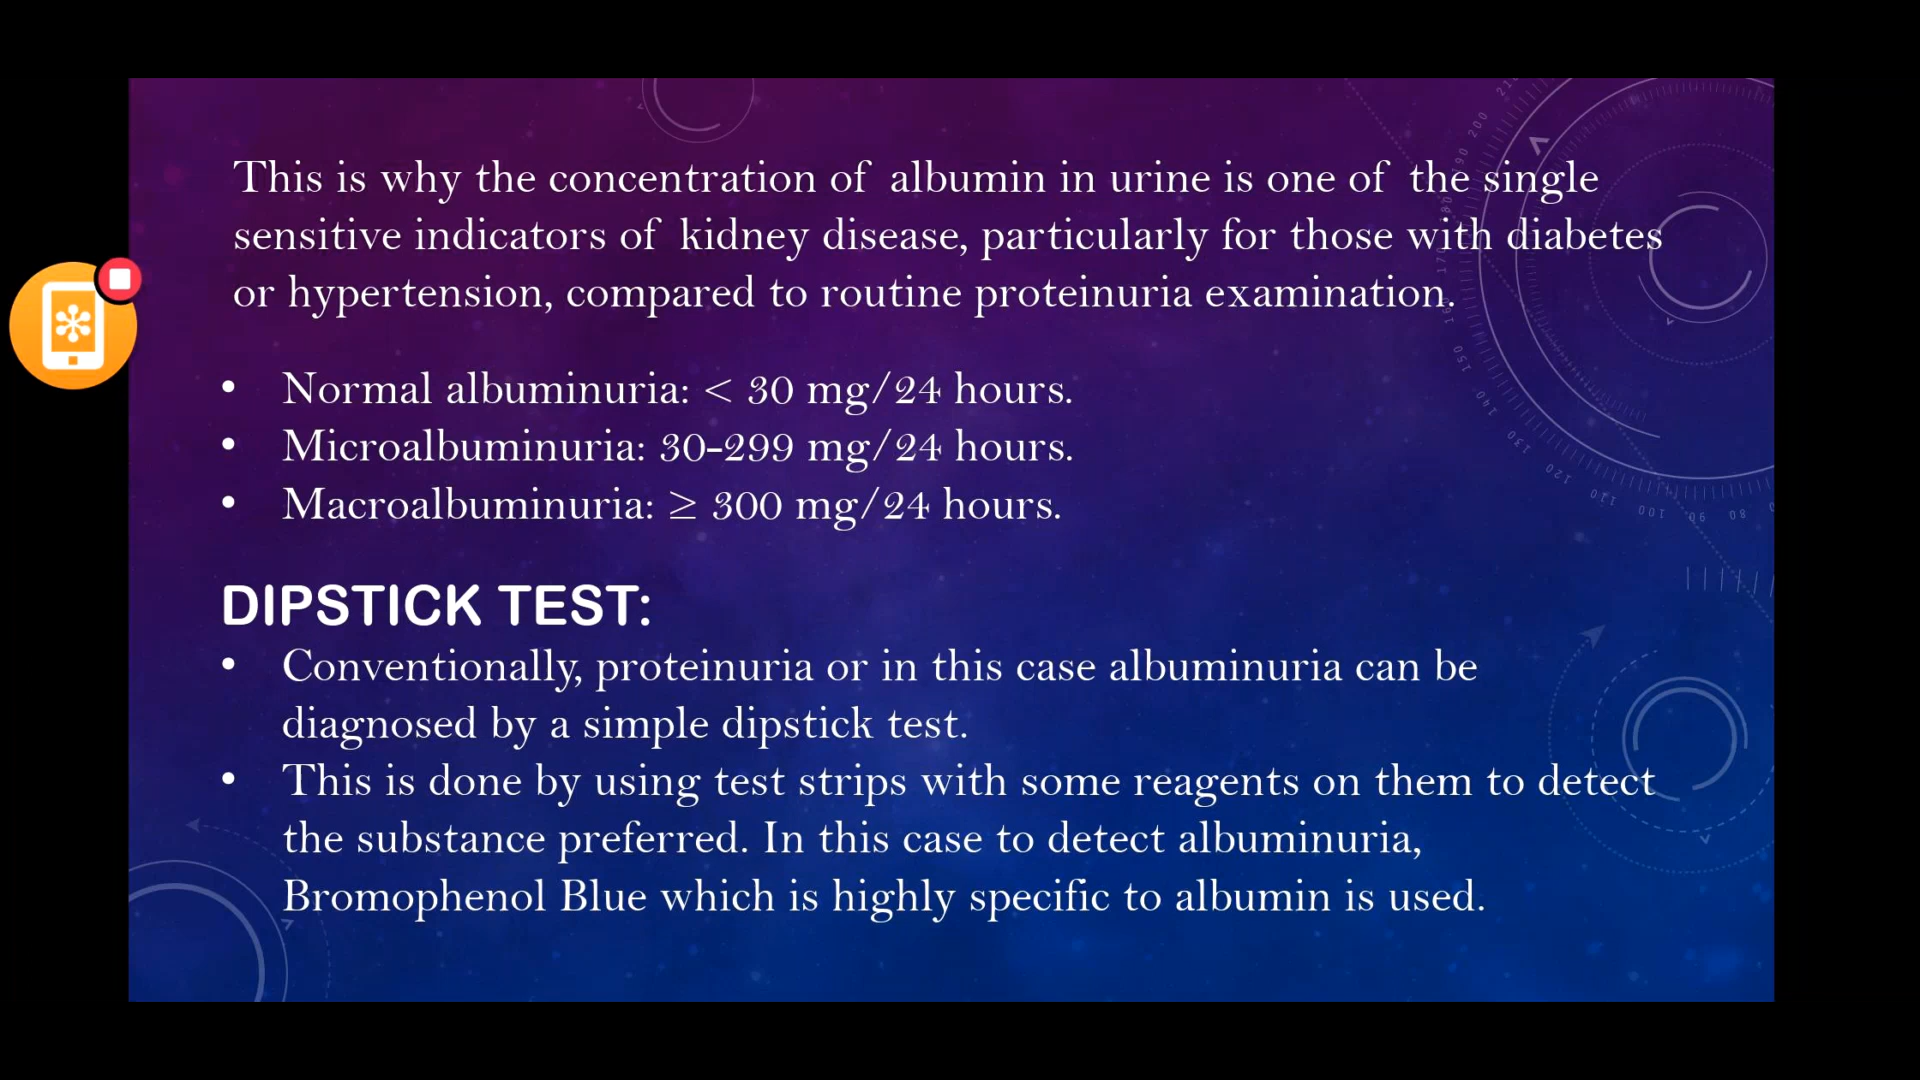 This is why the concentration of albumin in urine is one of the single
sensitive indicators of kidney disease, particularly for those with diabetes
or hypertension, compared to routine proteinuria examination.
• Normal albuminuria: < 30 mg/24 hours.
• Microalbuminuria: 30-299 mg/24 hours.
• Macroalbuminuria: ≥ 300 mg/24 hours.
DIPSTICK TEST:
• Conventionally, proteinuria or in this case albuminuria can be
diagnosed by a simple dipstick test.
• This is done by using test strips with some reagents on them to detect
the substance preferred. In this case to detect albuminuria,
Bromophenol Blue which is highly specific to albumin is used.